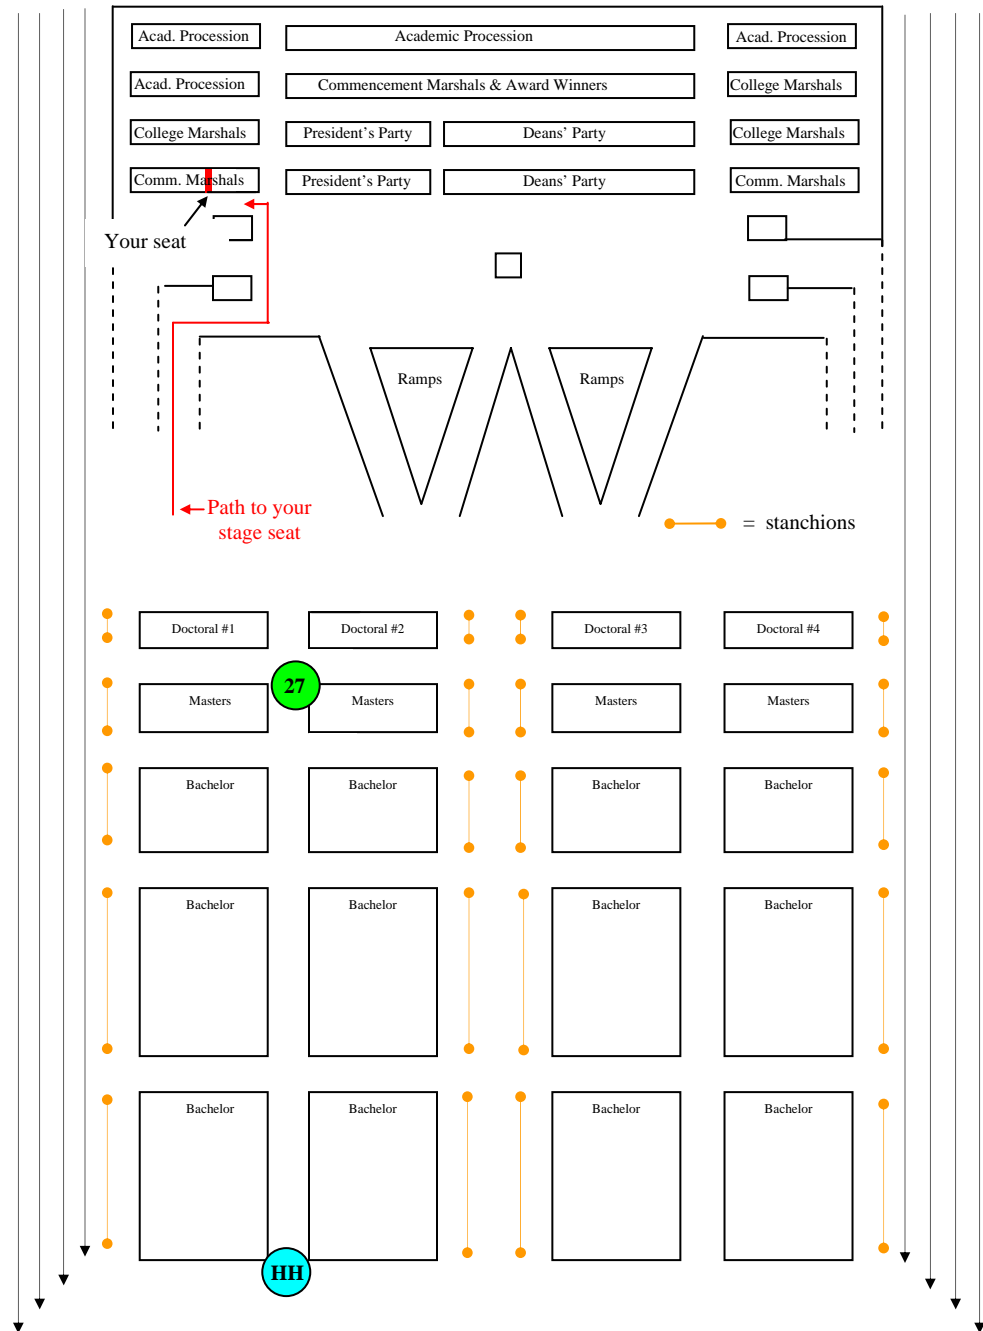 Acad. Procession
Academic Procession
Acad. Procession
Acad. Procession
Commencement Marshals & Award Winners
College Marshals
College Marshals
President's Party
Deans' Party
College Marshals
Comm. Marshals
President's Party
Deans' Party
Comm. Marshals
Your seat
Ramps
Ramps
Path to your
stage seat
= stanchions
Doctoral #1
Doctoral #2
Doctoral #3
Doctoral #4
27
Masters
Masters
Masters
Masters
Bachelor
Bachelor
Bachelor
Bachelor
Bachelor
Bachelor
Bachelor
Bachelor
Bachelor
Bachelor
Bachelor
Bachelor
HH